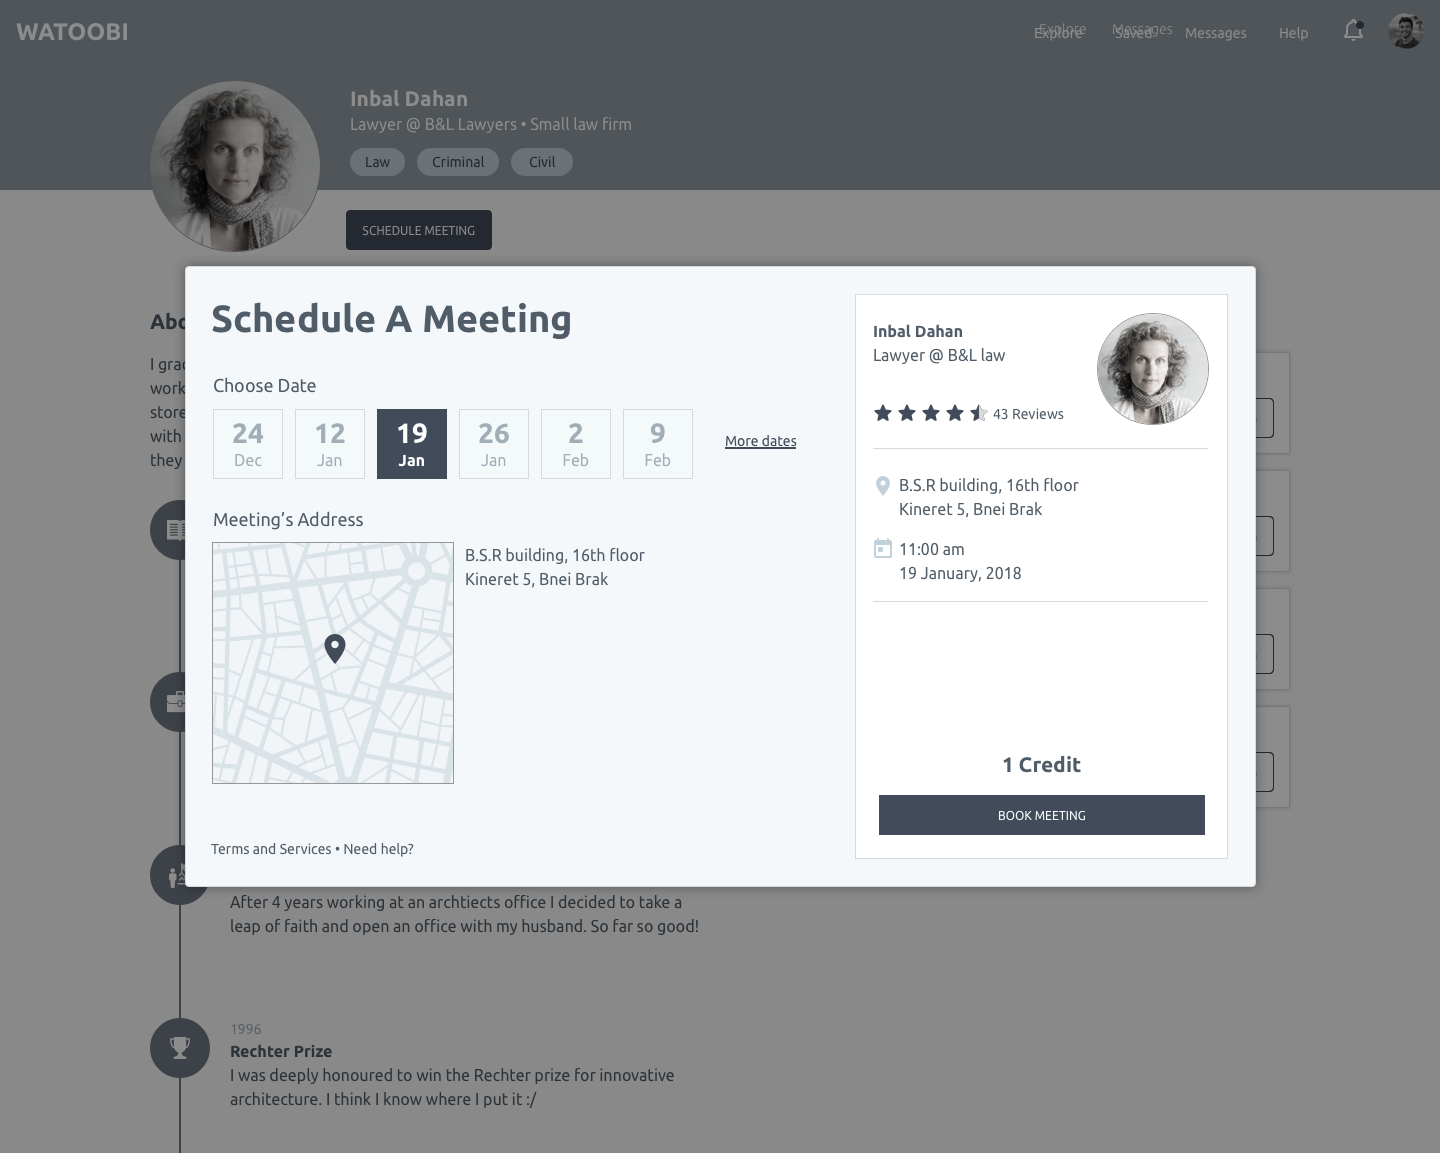 WATOOBI
Explore Messages
Explore Saved Messages Help
Inbal Dahan
Lawyer @ B&L Lawyers • Small law firm
Law Criminal Civil
SCHEDULE MEETING
Schedule A Meeting
Choose Date
24 Dec
12 Jan
19 Jan
26 Jan
2 Feb
9 Feb
More dates
Meeting’s Address
B.S.R building, 16th floor
Kineret 5, Bnei Brak
Terms and Services • Need help?
Inbal Dahan
Lawyer @ B&L law
43 Reviews
B.S.R building, 16th floor
Kineret 5, Bnei Brak
11:00 am
19 January, 2018
1 Credit
BOOK MEETING
with
they
After 4 years working at an archtiects office I decided to take a
leap of faith and open an office with my husband. So far so good!
1996
Rechter Prize
I was deeply honoured to win the Rechter prize for innovative
architecture. I think I know where I put it :/